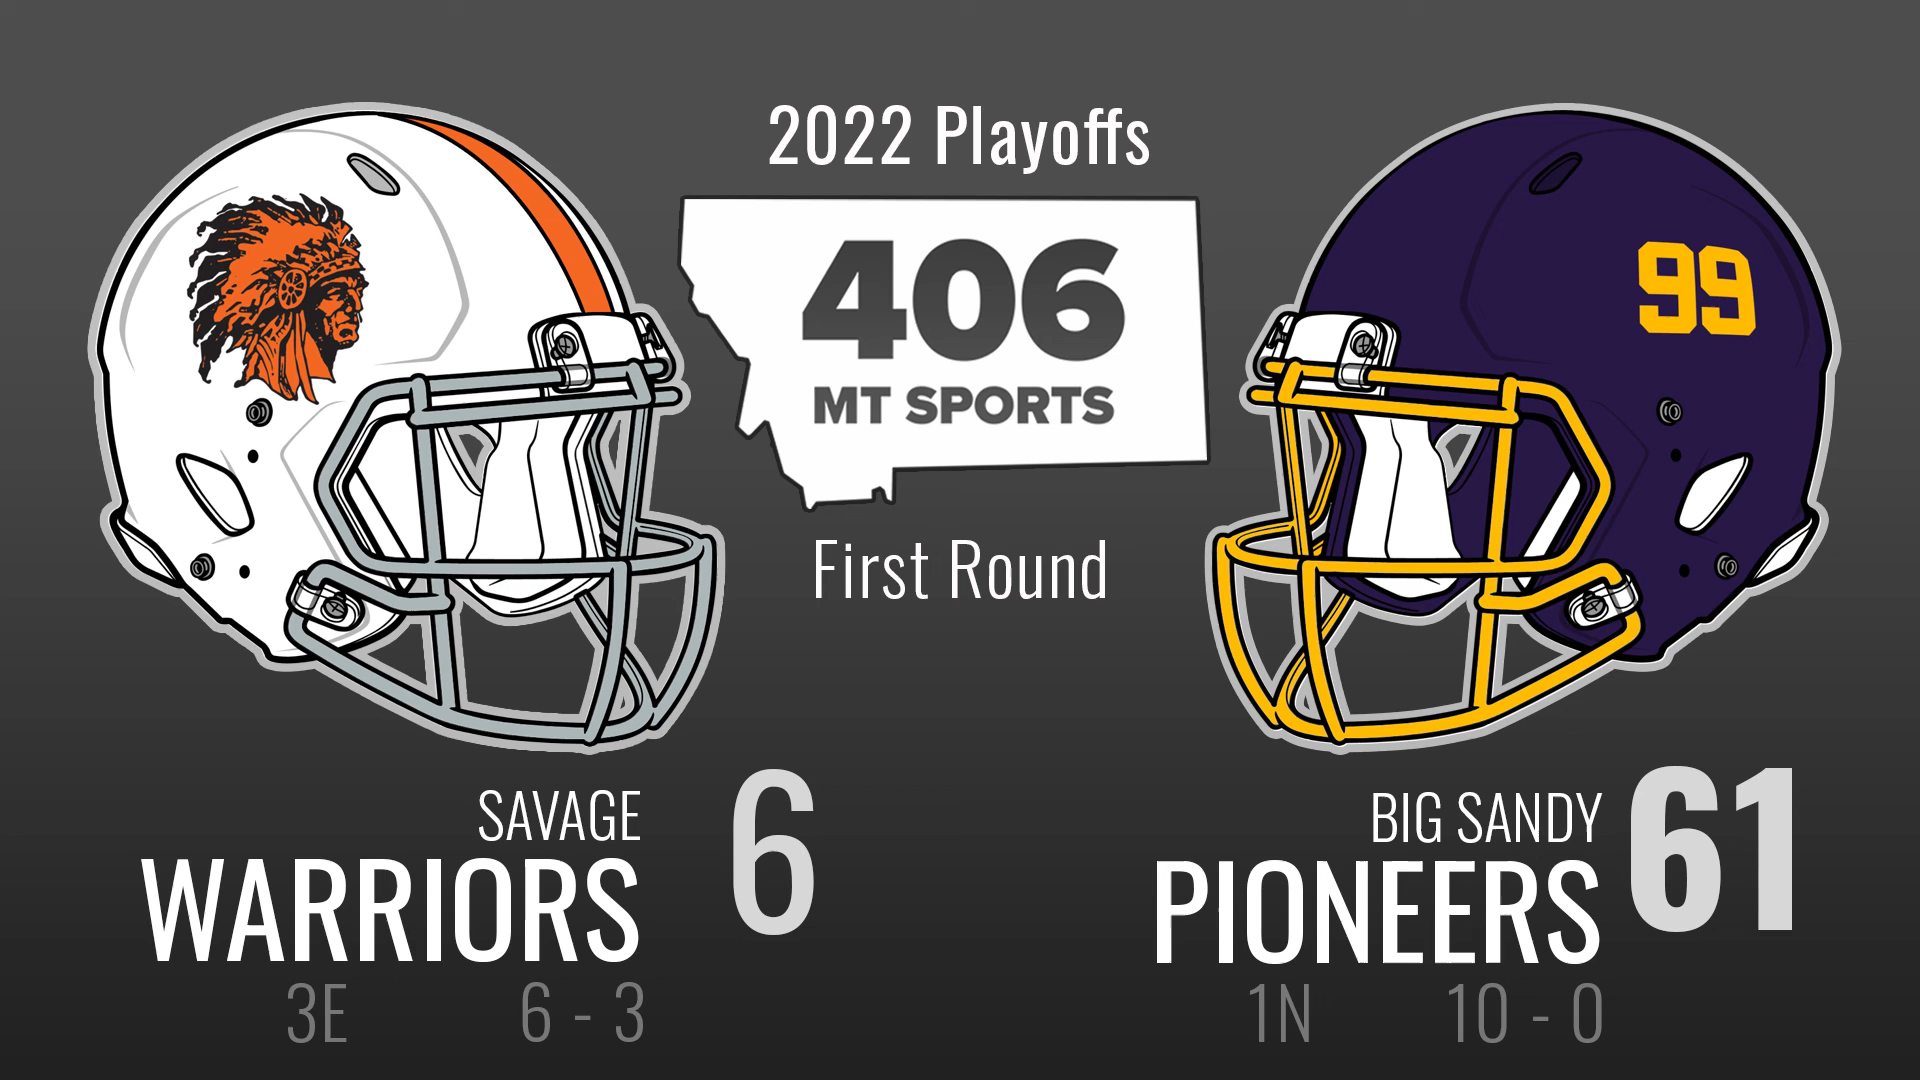 2022 Playoffs
406
MT SPORTS
99
First Round
SAVAGE
WARRIORS
6
3E 6 - 3
BIG SANDY
PIONEERS
61
1N 10 - 0